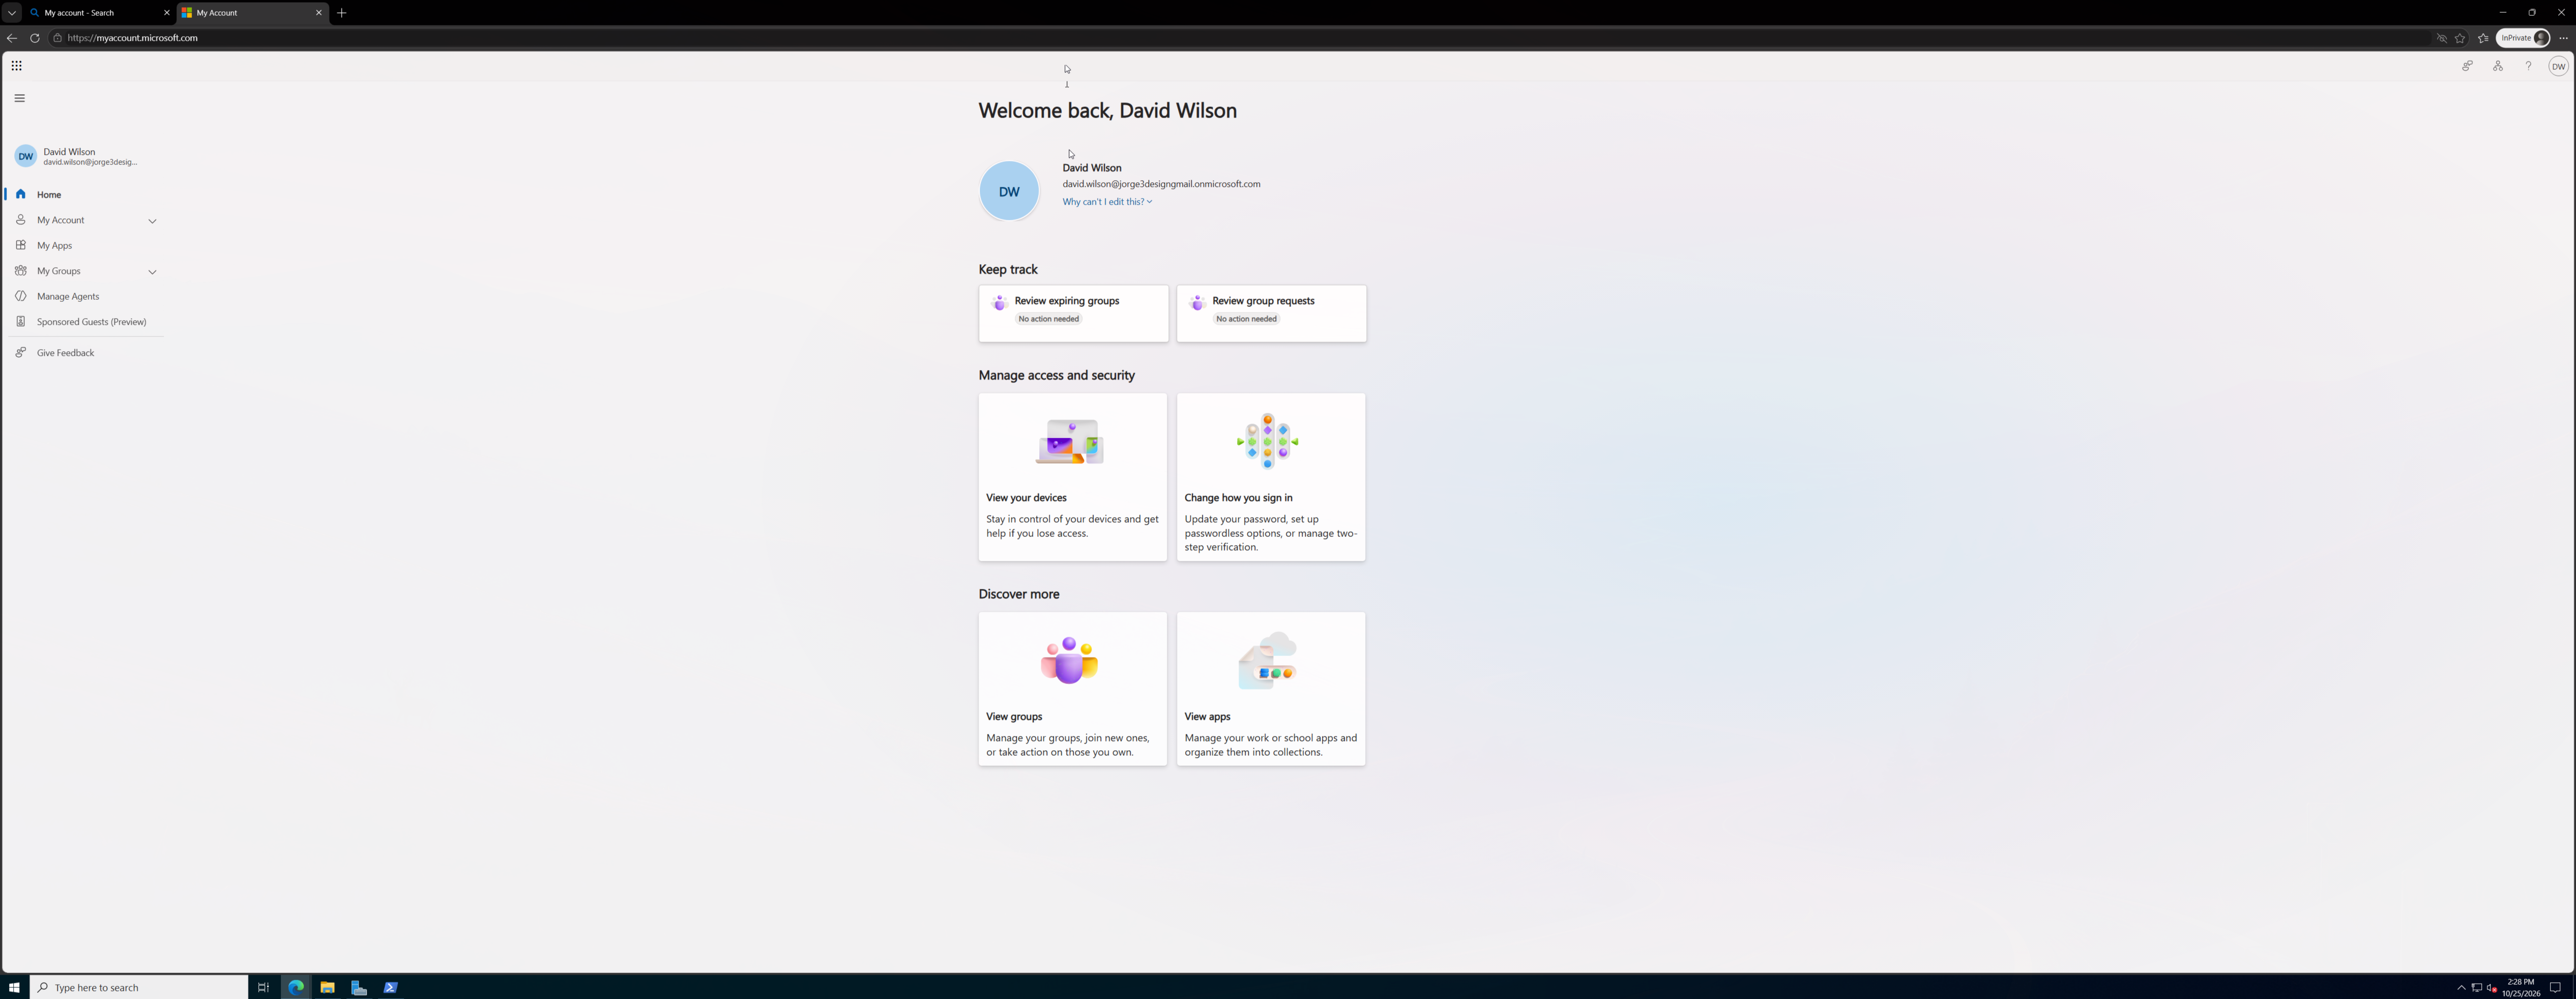 My account - Search
My Account
https://myaccount.microsoft.com
InPrivate
DW
Welcome back, David Wilson
DW
David Wilson
david.wilson@jorge3desig...
Home
My Account
My Apps
My Groups
Manage Agents
Sponsored Guests (Preview)
Give Feedback
DW
David Wilson
david.wilson@jorge3designgmail.onmicrosoft.com
Why can't I edit this?
Keep track
Review expiring groups
No action needed
Review group requests
No action needed
Manage access and security
View your devices
Stay in control of your devices and get
help if you lose access.
Change how you sign in
Update your password, set up
passwordless options, or manage two-
step verification.
Discover more
View groups
Manage your groups, join new ones,
or take action on those you own.
View apps
Manage your work or school apps and
organize them into collections.
Type here to search
2:28 PM
10/25/2026